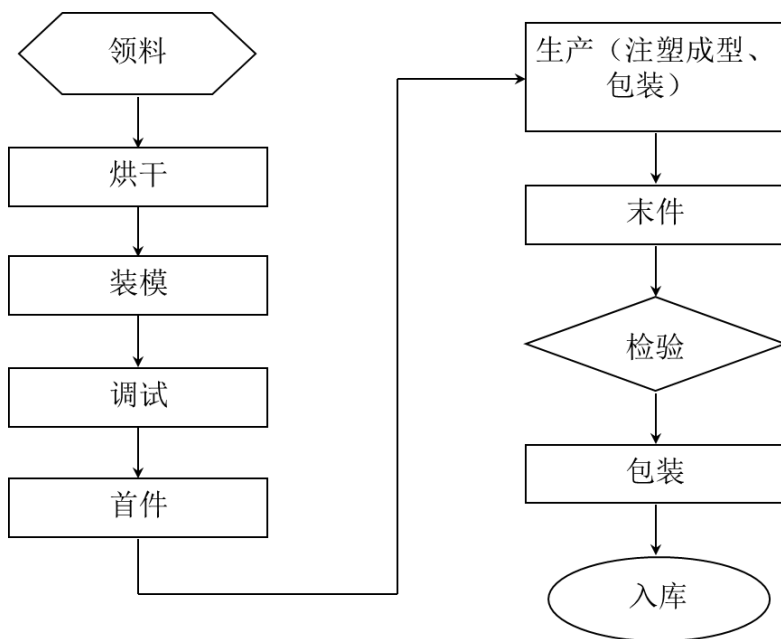 领料
烘干
装模
调试
首件
生产（注塑成型、
包装）
末件
检验
包装
入库